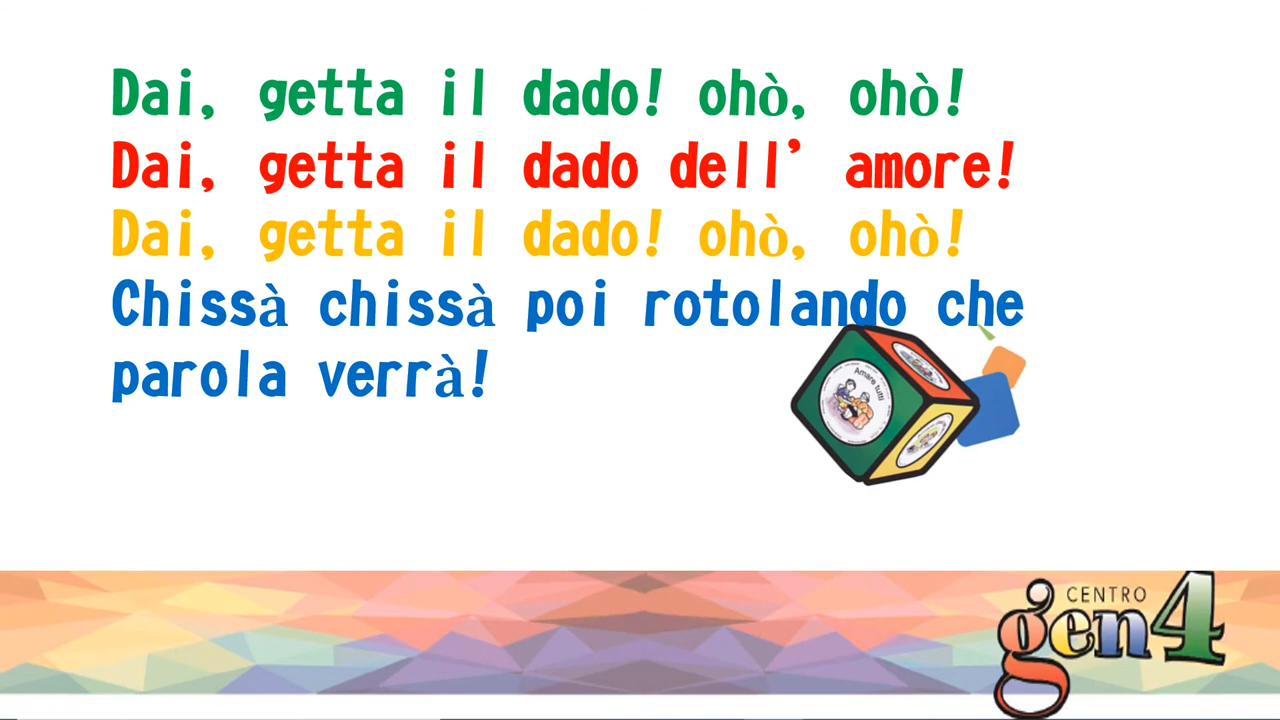 Dai, getta il dado! ohò, ohò!
Dai, getta il dado dell’ amore!
Dai, getta il dado! ohò, ohò!
Chissà chissà poi rotolando che
parola verrà!
Amare tutti
CENTRO
gen4